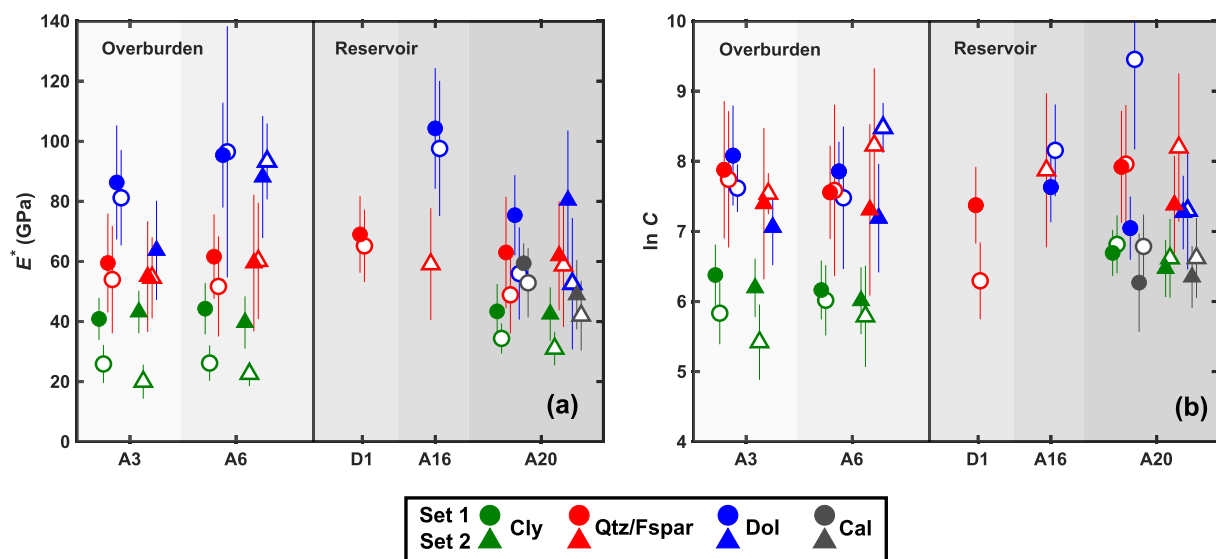 140
120
100
80
60
40
20
0
E* (GPa)
Overburden
Reservoir
(a)
A3
A6
D1
A16
A20
10
9
8
7
6
5
4
ln C
Overburden
Reservoir
(b)
A3
A6
D1
A16
A20
Set 1
Set 2
Cly
Qtz/Fspar
Dol
Cal